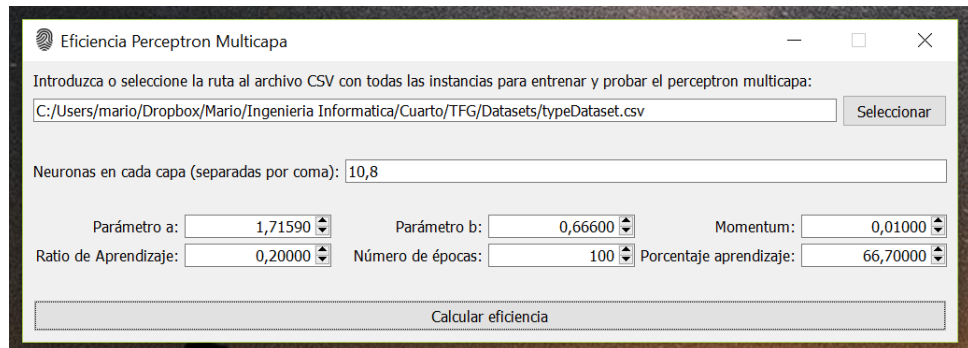 Eficiencia Perceptron Multicapa
Introduzca o seleccione la ruta al archivo CSV con todas las instancias para entrenar y probar el perceptron multicapa:
C:/Users/mario/Dropbox/Mario/Ingenieria Informatica/Cuarto/TFG/Datasets/typeDataset.csv Seleccionar
Neuronas en cada capa (separadas por coma): 10,8
Parámetro a: 1,71590 Parámetro b: 0,66600 Momentum: 0,01000
Ratio de Aprendizaje: 0,20000 Número de épocas: 100 Porcentaje aprendizaje: 66,70000
Calcular eficiencia